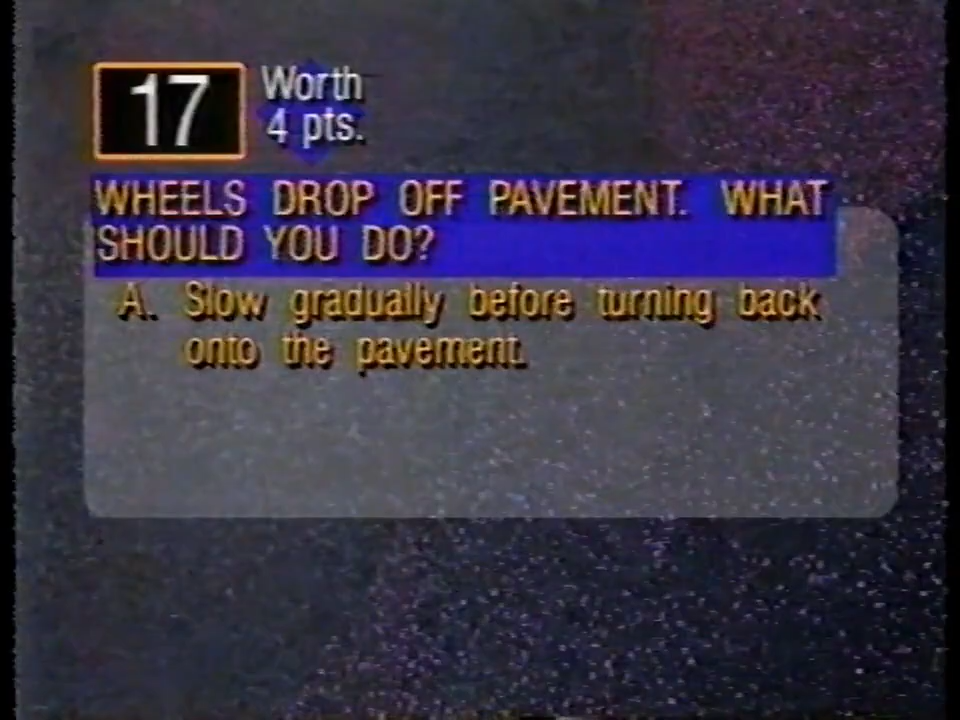 17
Worth
4 pts.
WHEELS DROP OFF PAVEMENT. WHAT
SHOULD YOU DO?
A. Slow gradually before turning back
onto the pavement.